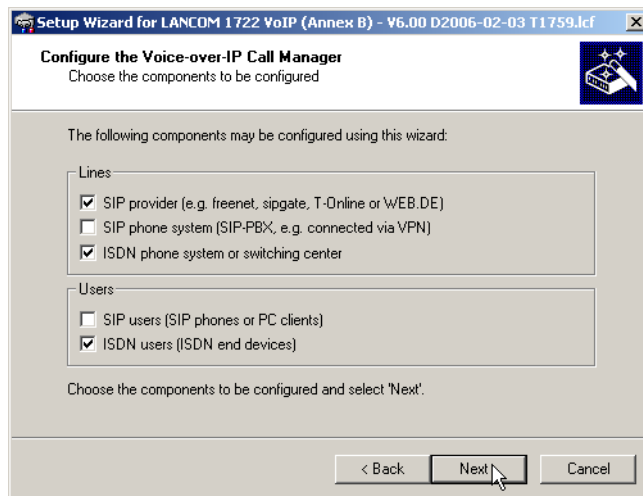 Setup Wizard for LANCOM 1722 VoIP (Annex B) - V6.00 D2006-02-03 T1759.lcf
Configure the Voice-over-IP Call Manager
Choose the components to be configured
The following components may be configured using this wizard:
Lines
SIP provider (e.g. freenet, sipgate, T-Online or WEB.DE)
SIP phone system (SIP-PBX, e.g. connected via VPN)
ISDN phone system or switching center
Users
SIP users (SIP phones or PC clients)
ISDN users (ISDN end devices)
Choose the components to be configured and select 'Next'.
< Back Next Cancel